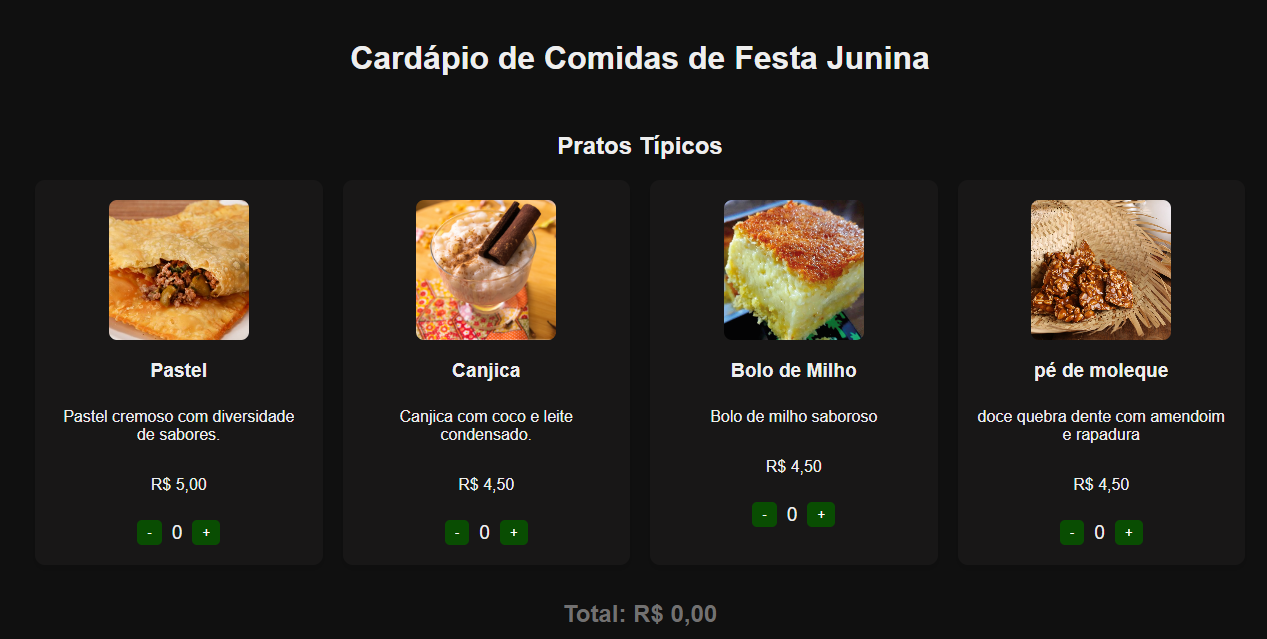 Cardápio de Comidas de Festa Junina
Pratos Típicos
Pastel
Pastel cremoso com diversidade
de sabores.
R$ 5,00
- 0 +
Canjica
Canjica com coco e leite
condensado.
R$ 4,50
- 0 +
Bolo de Milho
Bolo de milho saboroso
R$ 4,50
- 0 +
pé de moleque
doce quebra dente com amendoim
e rapadura
R$ 4,50
- 0 +
Total: R$ 0,00